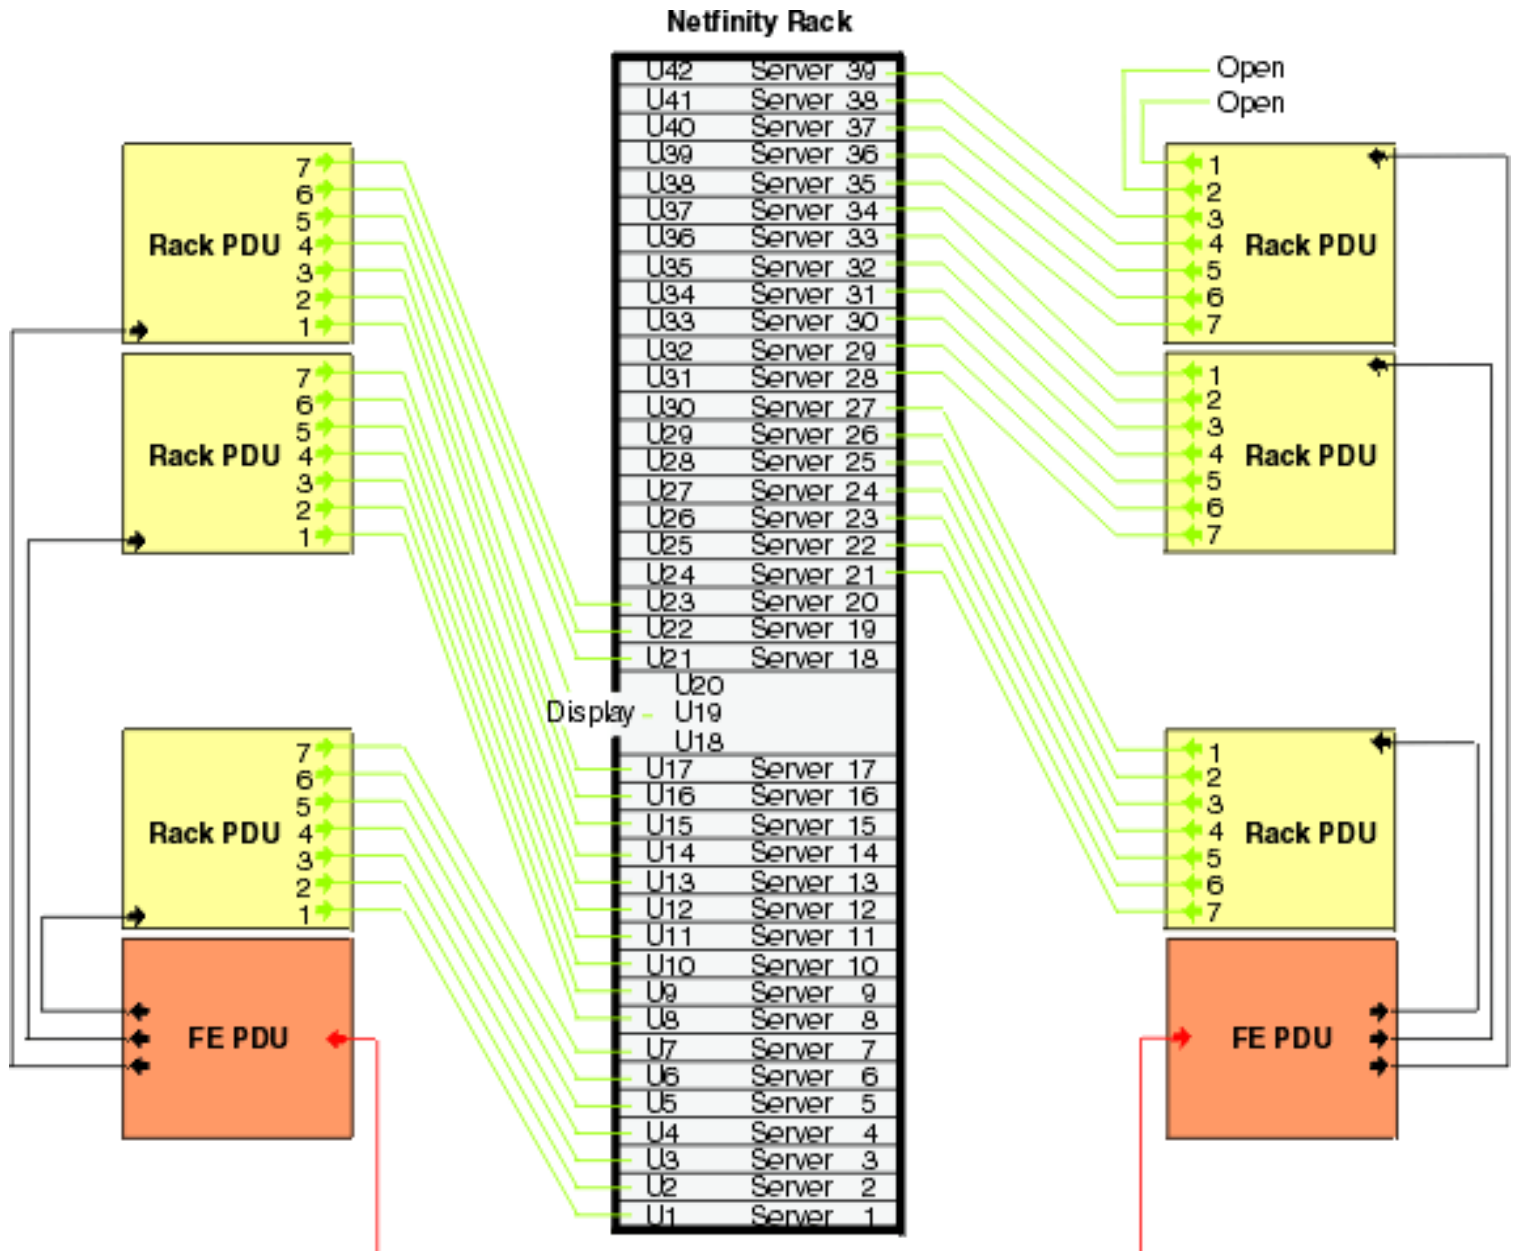 Netfinity Rack
U42 Server 39
U41 Server 38
U40 Server 37
U39 Server 36
U38 Server 35
U37 Server 34
U36 Server 33
U35 Server 32
U34 Server 31
U33 Server 30
U32 Server 29
U31 Server 28
U30 Server 27
U29 Server 26
U28 Server 25
U27 Server 24
U26 Server 23
U25 Server 22
U24 Server 21
U23 Server 20
U22 Server 19
U21 Server 18
U20
Display U19
U18
U17 Server 17
U16 Server 16
U15 Server 15
U14 Server 14
U13 Server 13
U12 Server 12
U11 Server 11
U10 Server 10
U9 Server 9
U8 Server 8
U7 Server 7
U6 Server 6
U5 Server 5
U4 Server 4
U3 Server 3
U2 Server 2
U1 Server 1
7
6
5
Rack PDU 4
3
2
1
7
6
5
Rack PDU 4
3
2
1
7
6
5
Rack PDU 4
3
2
1
FE PDU
Open
Open
1
2
3
4 Rack PDU
5
6
7
1
2
3
4 Rack PDU
5
6
7
1
2
3
4 Rack PDU
5
6
7
FE PDU